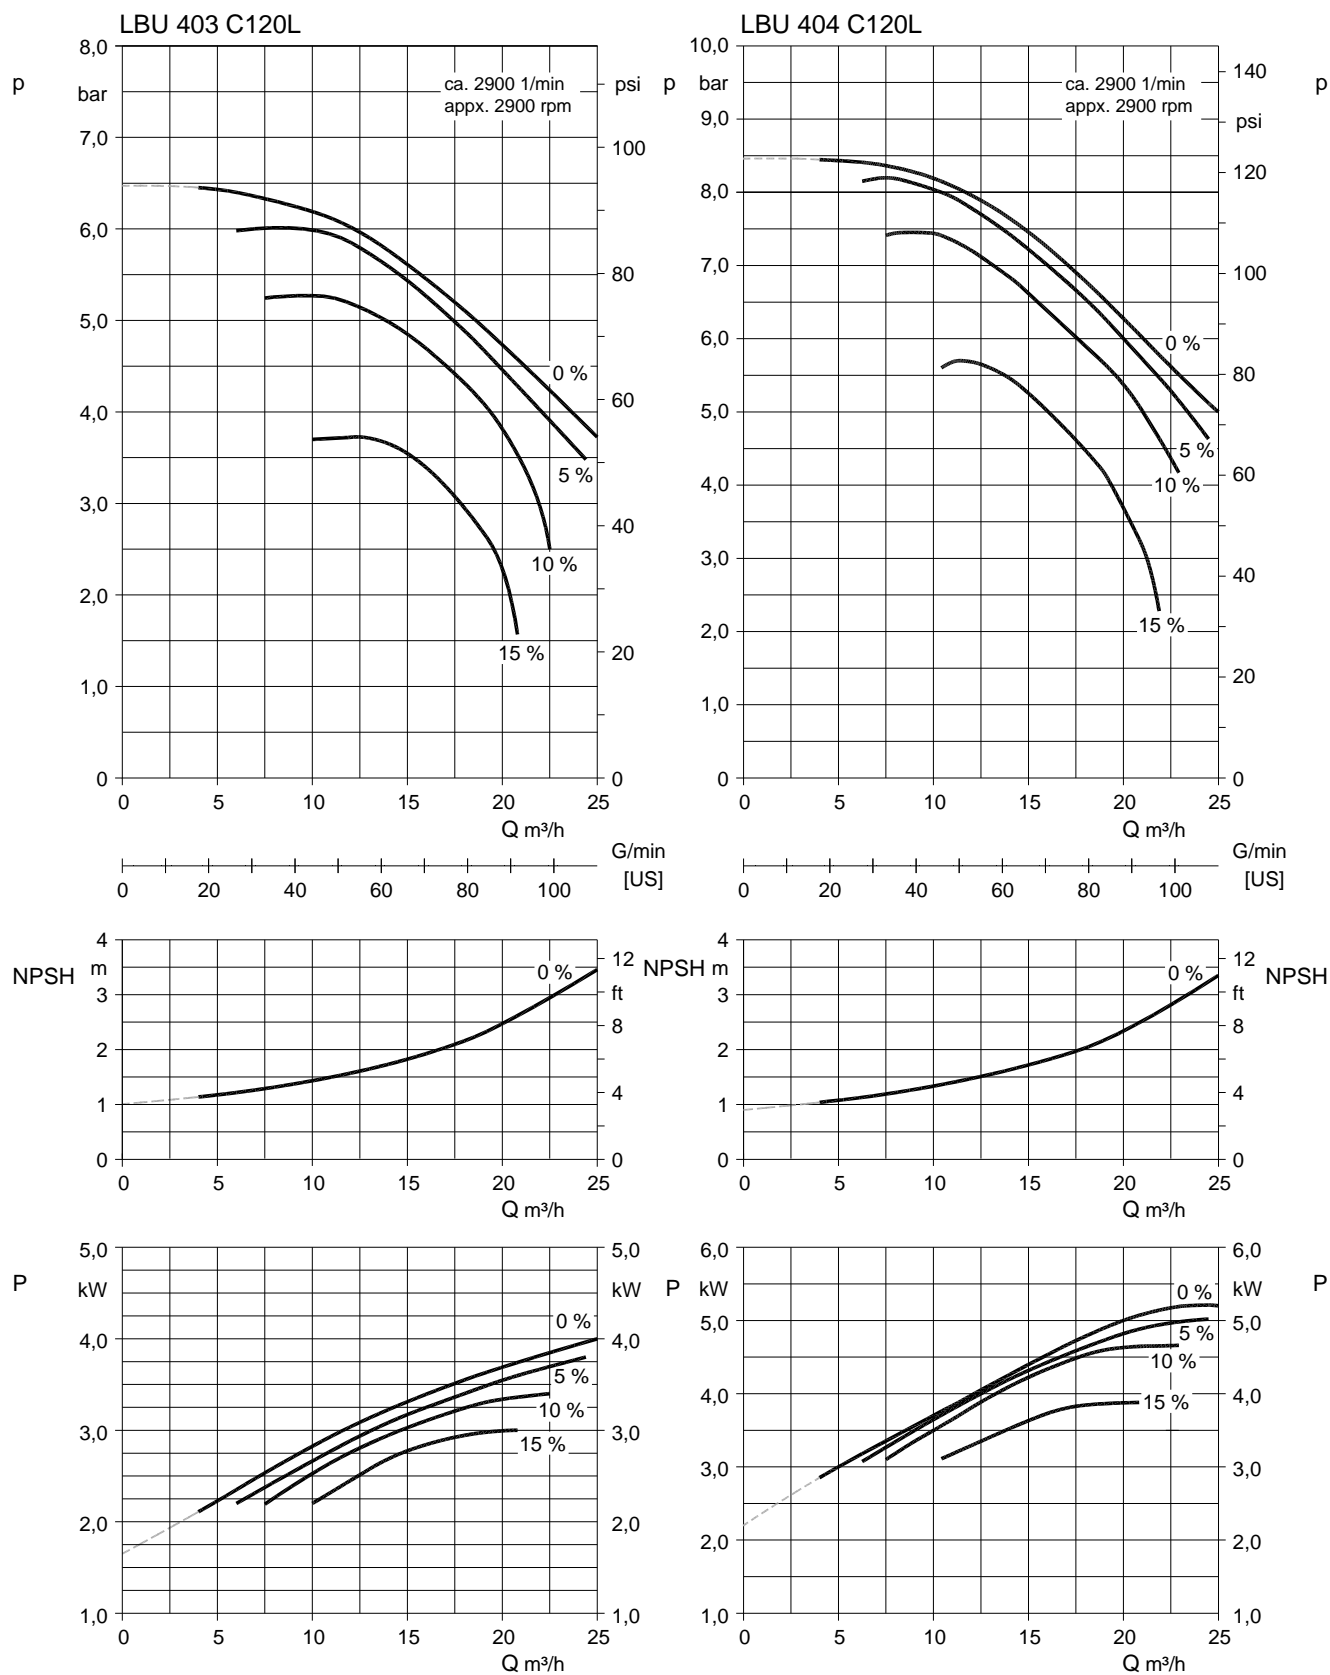 LBU 403 C120L
8,0
p
bar
7,0
6,0
5,0
4,0
3,0
2,0
1,0
0
ca. 2900 1/min
appx. 2900 rpm
psi
100
80
60
40
20
0
0 %
5 %
10 %
15 %
0 5 10 15 20 25
Q m³/h
G/min
[US]
0 20 40 60 80 100
LBU 404 C120L
10,0
p
bar
9,0
8,0
7,0
6,0
5,0
4,0
3,0
2,0
1,0
0
ca. 2900 1/min
appx. 2900 rpm
140
psi
120
100
80
60
40
20
0
p
0 %
5 %
10 %
15 %
0 5 10 15 20 25
Q m³/h
G/min
[US]
0 20 40 60 80 100
NPSH
4
m
3
2
1
0
0 %
12
ft
8
4
0
0 5 10 15 20 25
Q m³/h
NPSH m
4
3
2
1
0
0 %
12
ft
8
4
0
NPSH
0 5 10 15 20 25
Q m³/h
P
5,0
kW
4,0
3,0
2,0
1,0
0 %
5 %
10 %
15 %
5,0
kW
4,0
3,0
2,0
1,0
0 5 10 15 20 25
Q m³/h
P
6,0
kW
5,0
4,0
3,0
2,0
1,0
0 %
5 %
10 %
15 %
6,0
kW
5,0
4,0
3,0
2,0
1,0
P
0 5 10 15 20 25
Q m³/h